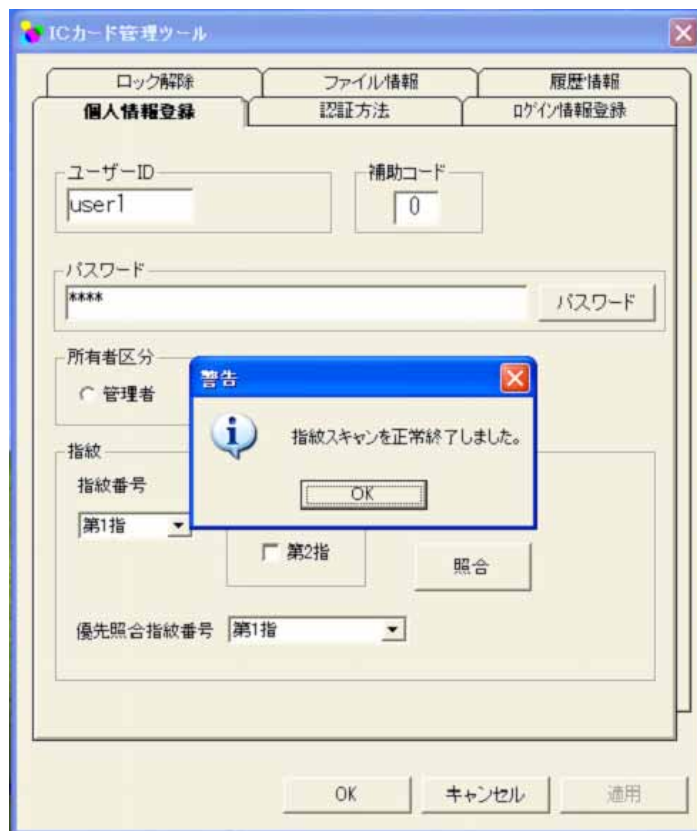 ICカード管理ツール
ロック解除 ファイル情報 履歴情報
個人情報登録 認証方法 ログイン情報登録
ユーザーID 補助コード
user1 0
パスワード
**** パスワード
所有者区分
管理者
警告
指紋スキャンを正常終了しました。
OK
指紋
指紋番号
第1指
第2指 照合
優先照合指紋番号 第1指
OK キャンセル 適用